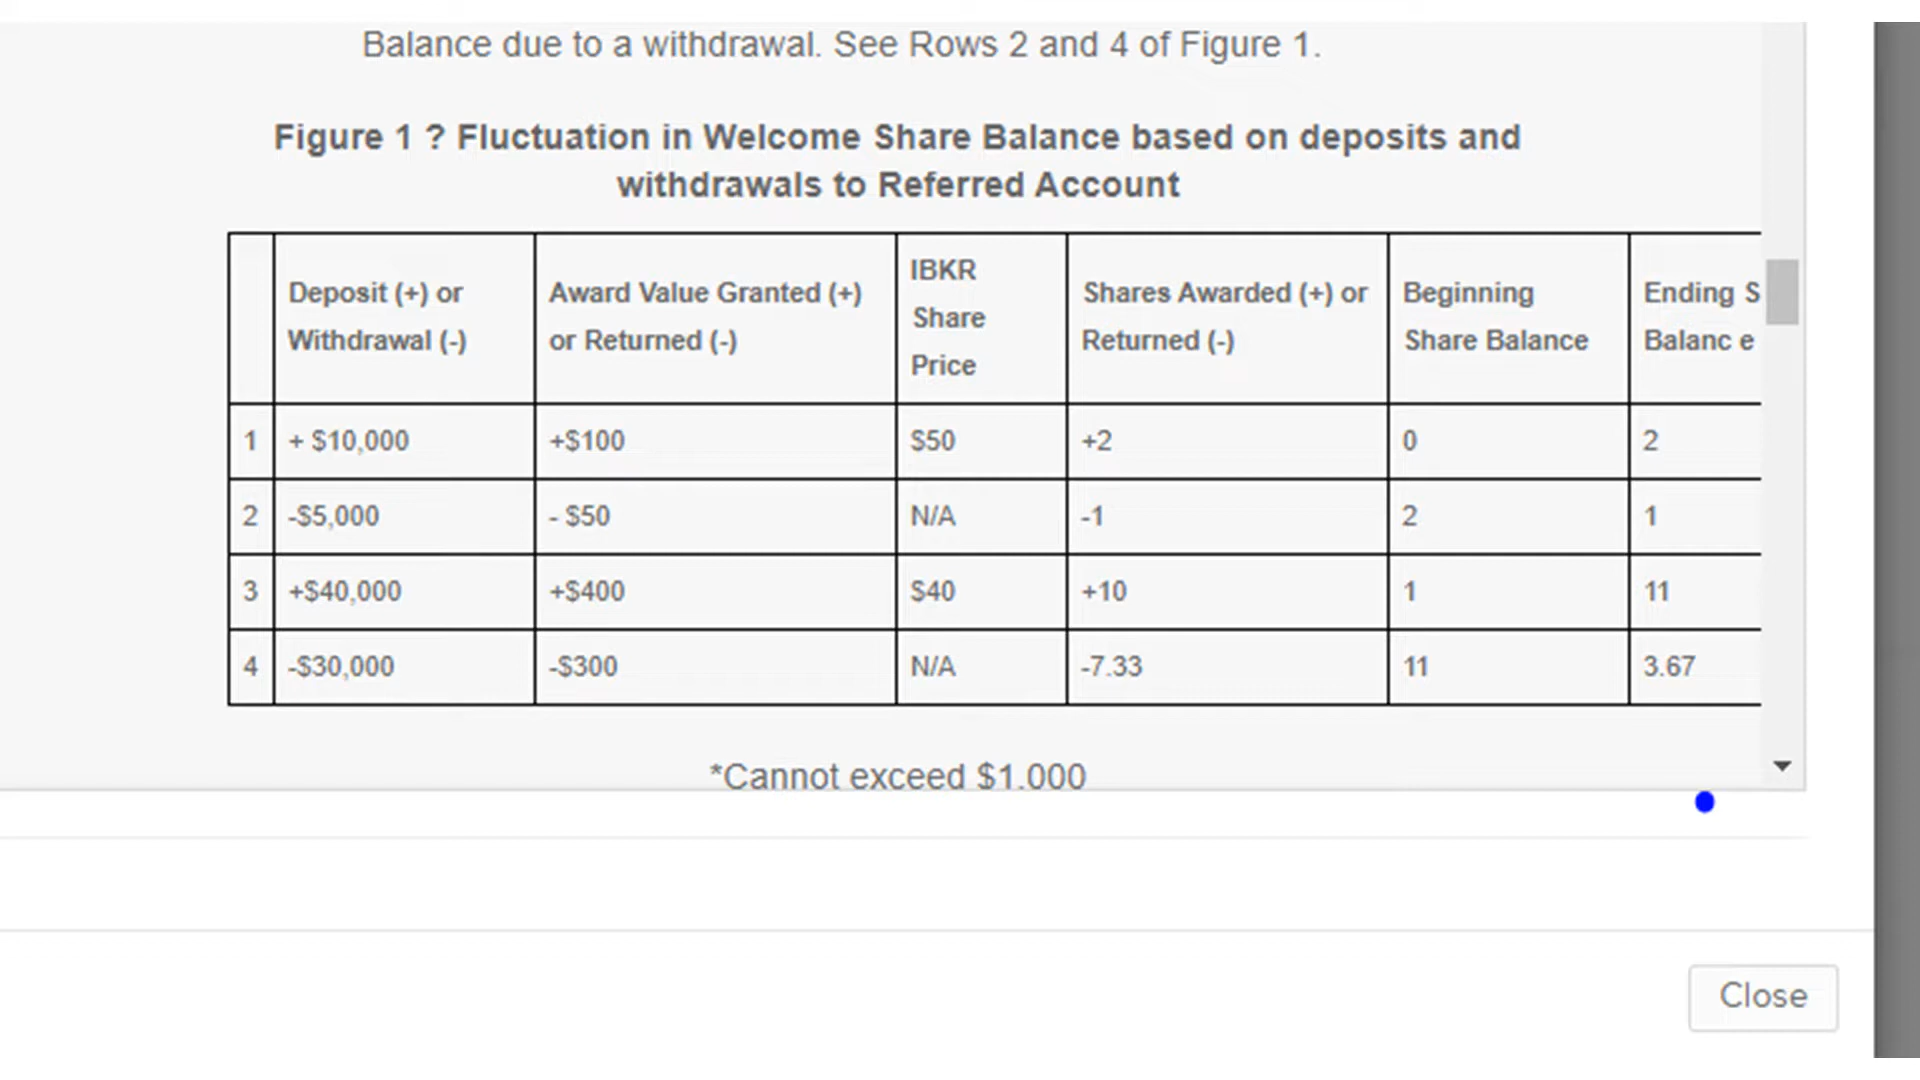 Balance due to a withdrawal. See Rows 2 and 4 of Figure 1.
Figure 1 ? Fluctuation in Welcome Share Balance based on deposits and
withdrawals to Referred Account
Deposit (+) or
Withdrawal (-)
Award Value Granted (+)
or Returned (-)
IBKR
Share
Price
Shares Awarded (+) or
Returned (-)
Beginning
Share Balance
Ending S
Balanc e
1 + $10,000 +$100 $50 +2 0 2
2 -$5,000 - $50 N/A -1 2 1
3 +$40,000 +$400 $40 +10 1 11
4 -$30,000 -$300 N/A -7.33 11 3.67
*Cannot exceed $1,000
Close